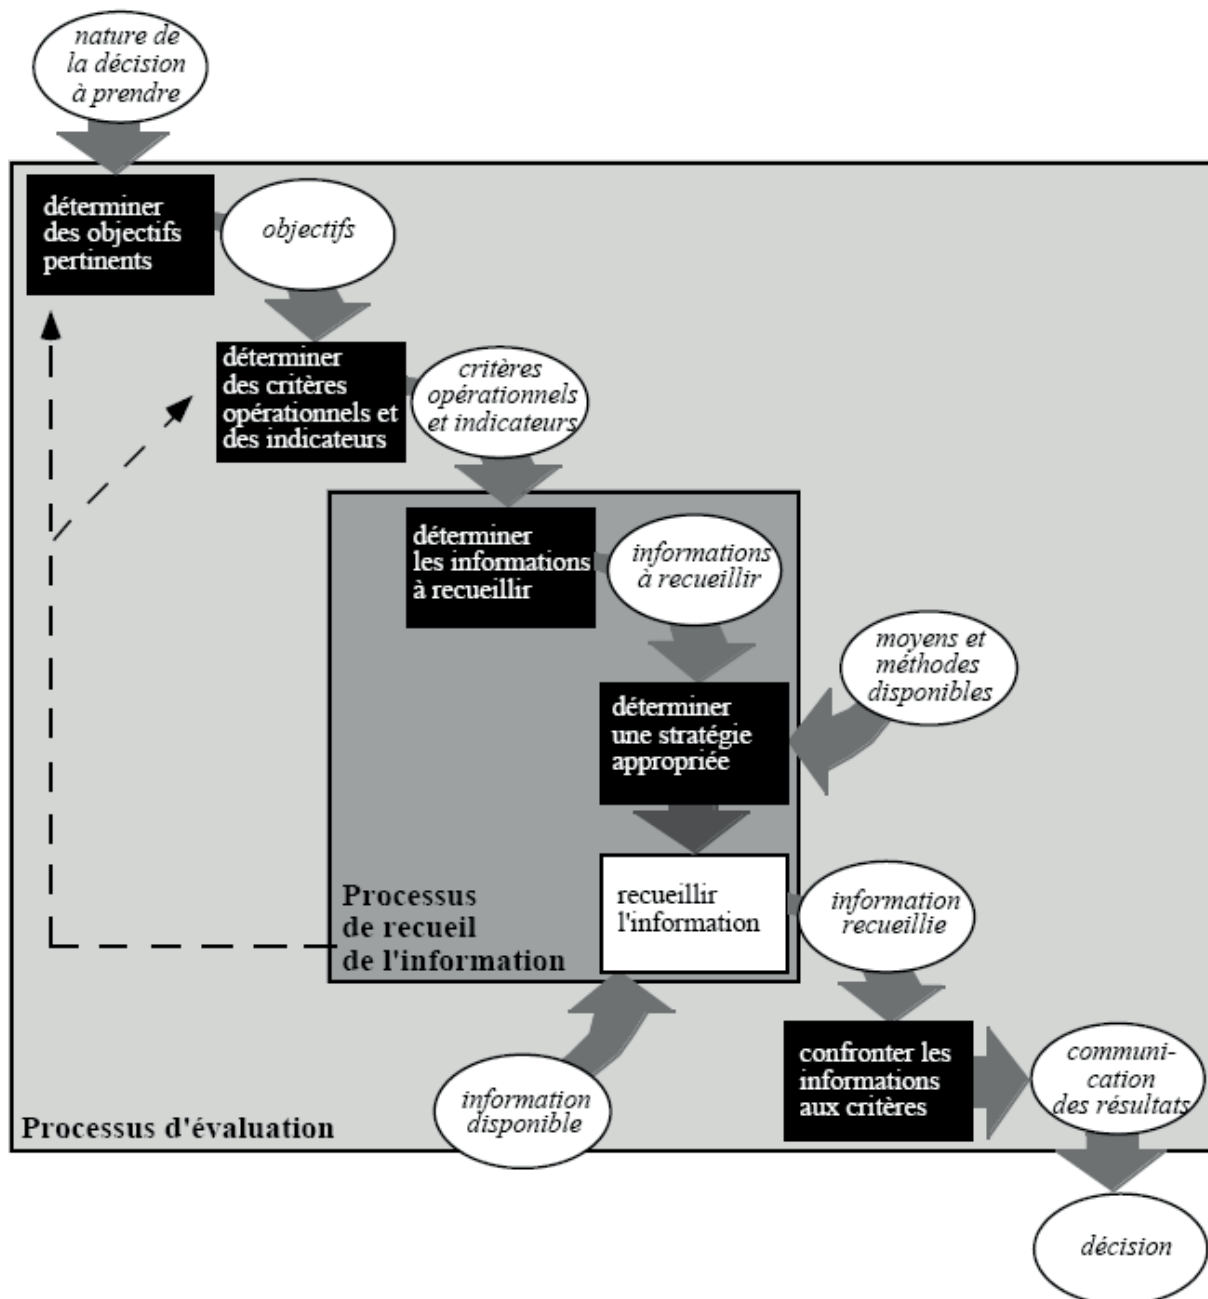 nature de
la décision
à prendre
déterminer
des objectifs
pertinents
objectifs
déterminer
des critères
opérationnels et
des indicateurs
critères
opérationnels
et indicateurs
déterminer
les informations
à recueillir
informations
à recueillir
moyens et
méthodes
disponibles
déterminer
une stratégie
appropriée
recueillir
l'information
Processus
de recueil
de l'information
information
recueillie
information
disponible
confronter les
informations
aux critères
communi-
cation
des résultats
Processus d'évaluation
décision